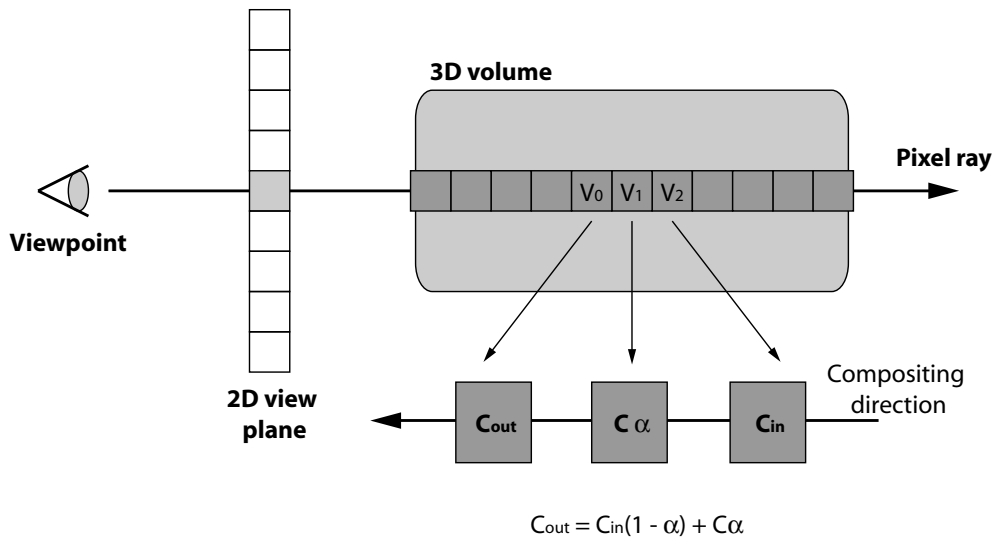 3D volume
Pixel ray
V0 V1 V2
Viewpoint
2D view
plane
Compositing
direction
Cout
C α
Cin
Cout = Cin(1 - α) + Cα